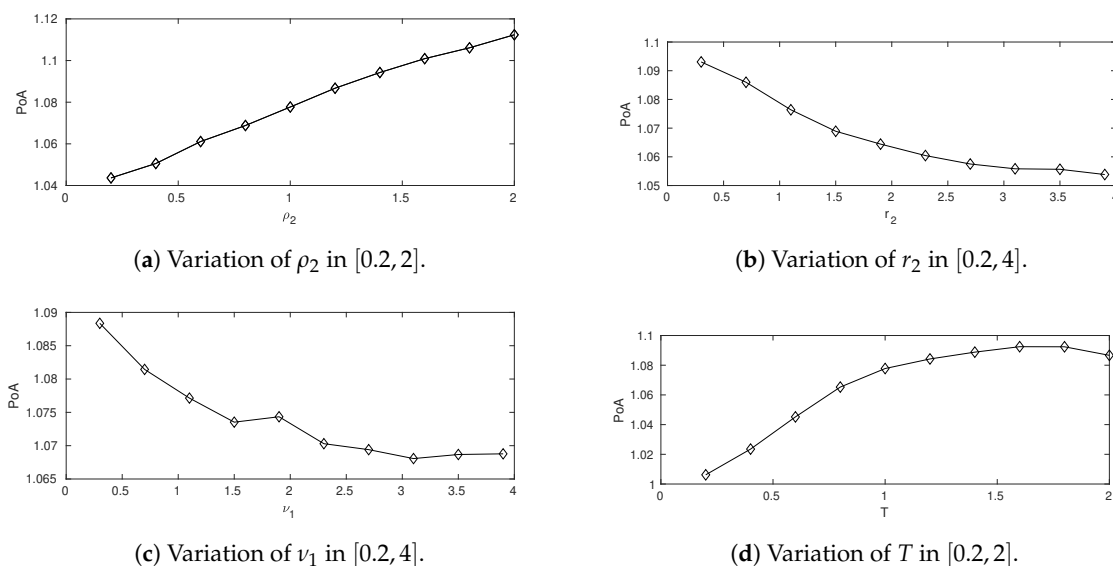 1.12
1.1
1.08
1.06
1.04
PoA
0 0.5 1 1.5 2
ρ₂
(a) Variation of ρ₂ in [0.2, 2].
1.1
1.09
1.08
1.07
1.06
1.05
PoA
0 0.5 1 1.5 2 2.5 3 3.5 4
r₂
(b) Variation of r₂ in [0.2, 4].
1.09
1.085
1.08
1.075
1.07
1.065
PoA
0 0.5 1 1.5 2 2.5 3 3.5 4
ν₁
(c) Variation of ν₁ in [0.2, 4].
1.1
1.08
1.06
1.04
1.02
1
PoA
0 0.5 1 1.5 2
T
(d) Variation of T in [0.2, 2].